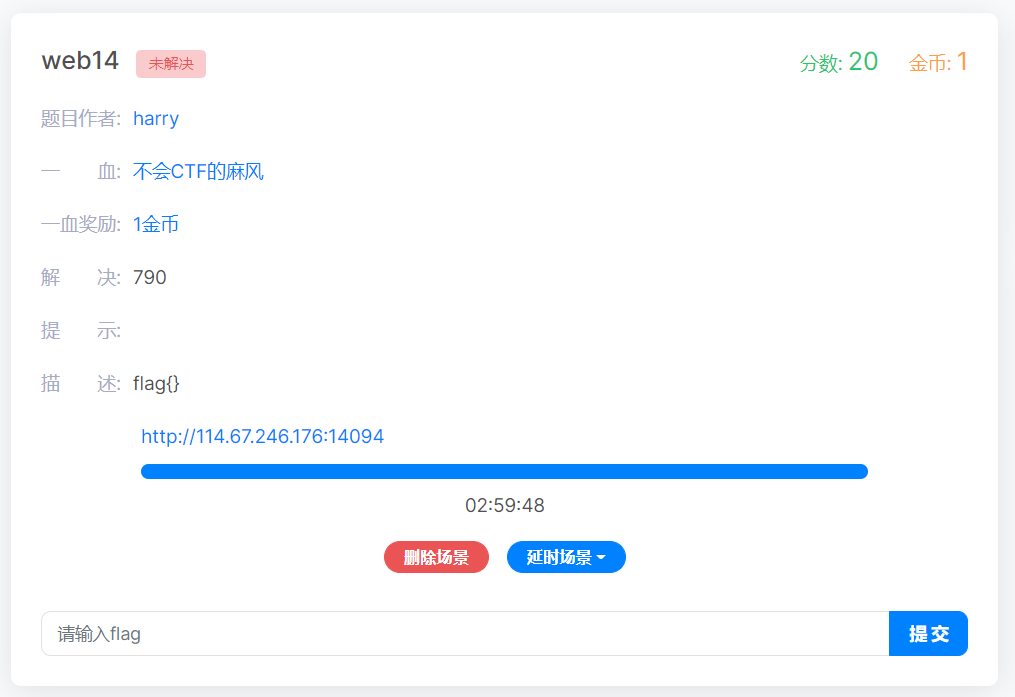 web14 未解决 分数: 20 金币: 1
题目作者: harry
一 血: 不会CTF的麻风
一血奖励: 1金币
解 决: 790
提 示:
描 述: flag{}
http://114.67.246.176:14094
02:59:48
删除场景 延时场景
请输入flag 提交